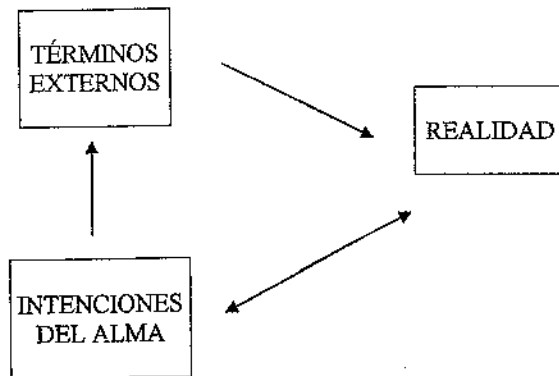 TÉRMINOS
EXTERNOS
REALIDAD
INTENCIONES
DEL ALMA